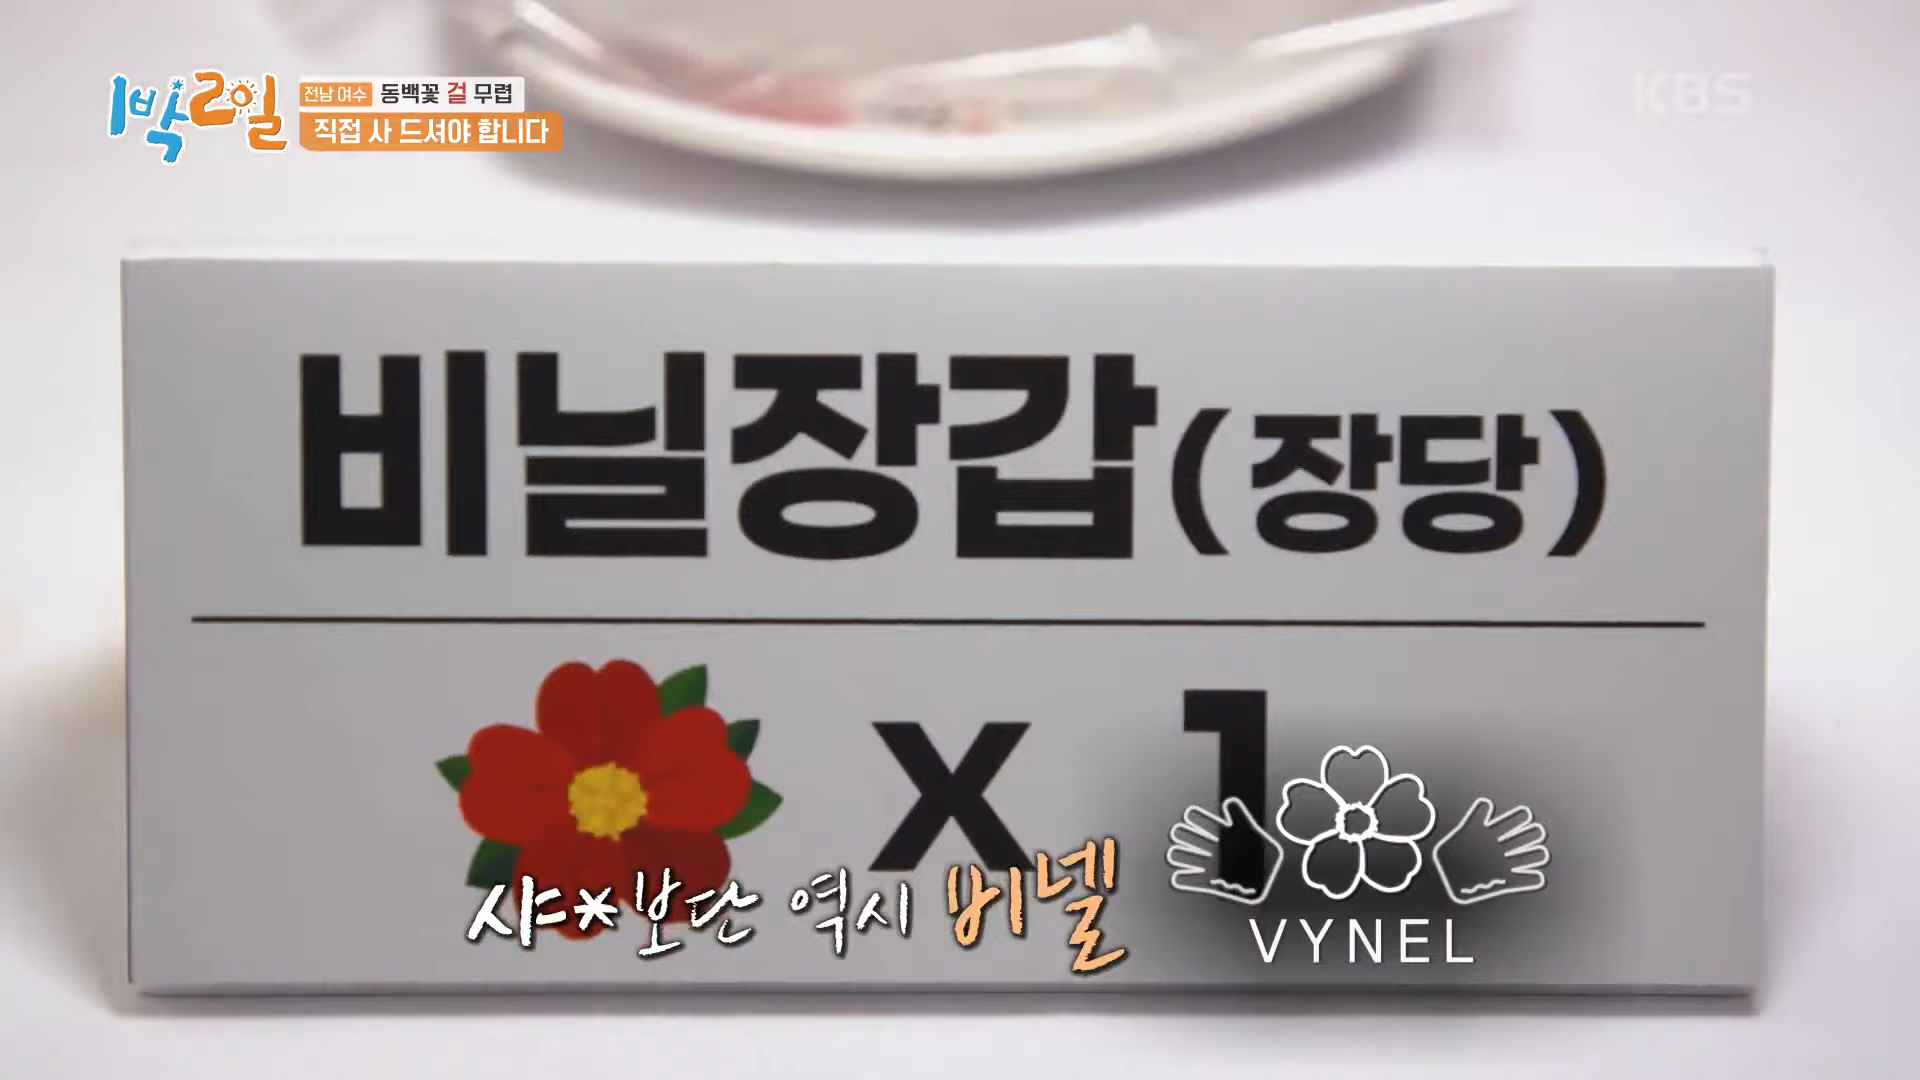 1박2일
전남 여수 동백꽃 걸 무렵
직접 사 드셔야 합니다
KBS
비닐장갑(장당)
x 1
샤*보단 역시 비넬
VYNEL